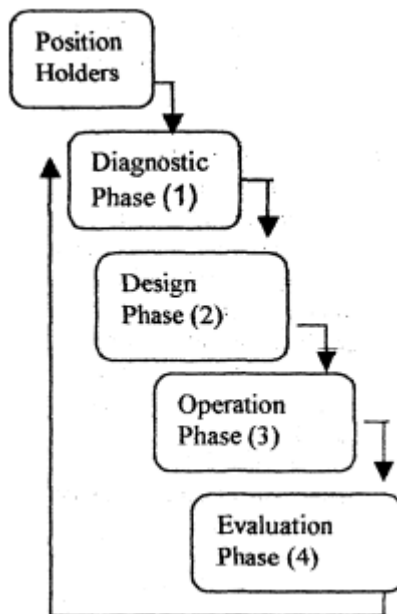 Position
Holders
Diagnostic
Phase (1)
Design
Phase (2)
Operation
Phase (3)
Evaluation
Phase (4)